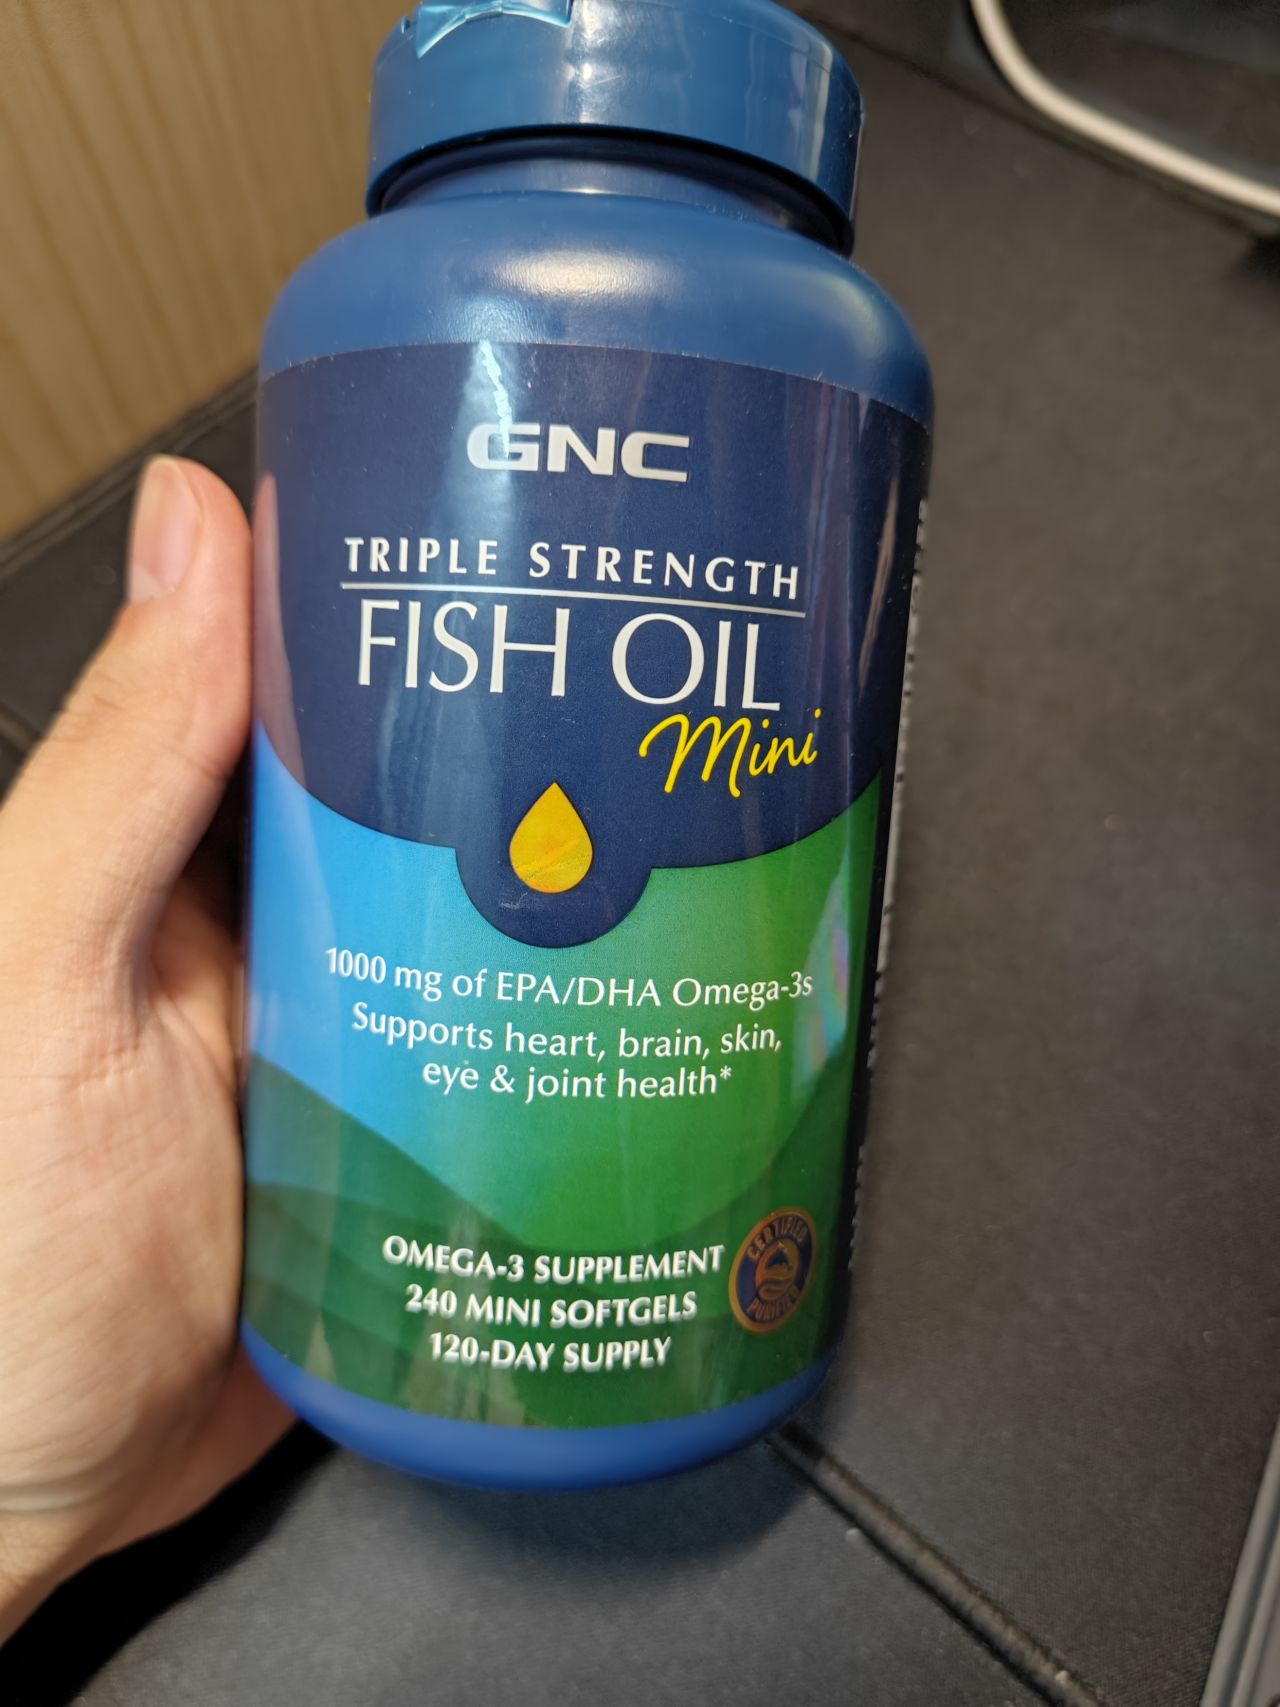 GNC
TRIPLE STRENGTH
FISH OIL
Mini
1000 mg of EPA/DHA Omega-3s
Supports heart, brain, skin,
eye & joint health*
OMEGA-3 SUPPLEMENT
240 MINI SOFTGELS
120-DAY SUPPLY
CERTIFIED
PURIFIED